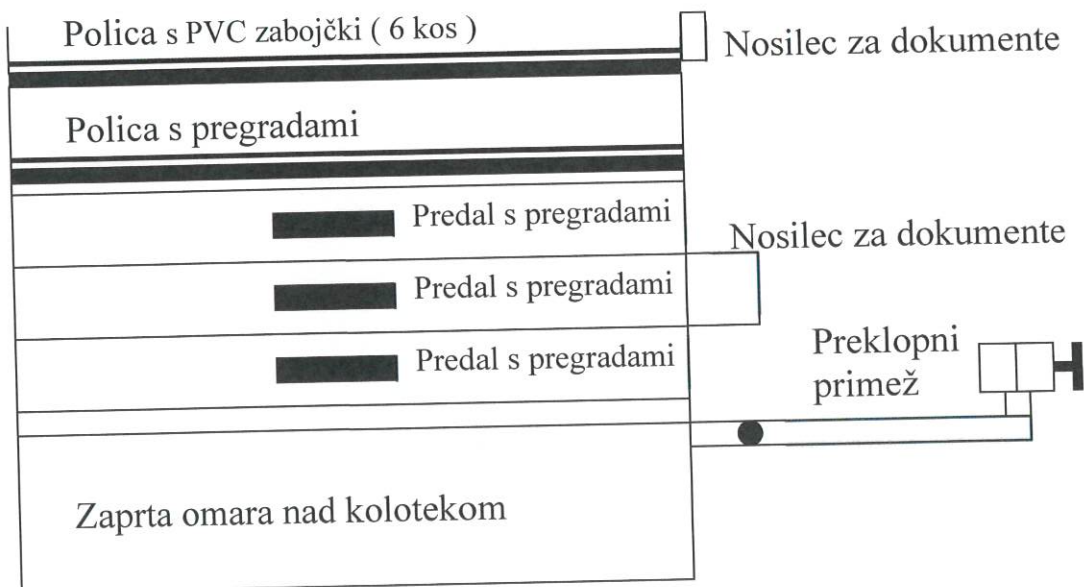 Polica s PVC zabojčki ( 6 kos )
Nosilec za dokumente
Polica s pregradami
Predal s pregradami
Nosilec za dokumente
Predal s pregradami
Predal s pregradami
Preklopni
primež
Zaprta omara nad kolotekom